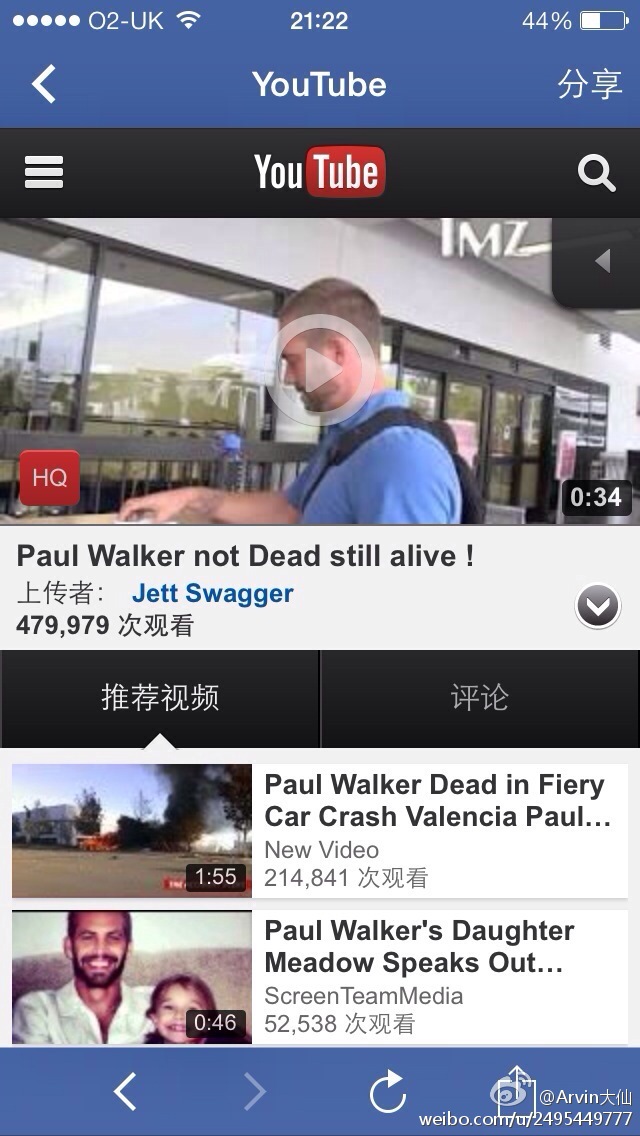 O2-UK
21:22
44%
YouTube
分享
YouTube
TMZ
HQ
0:34
Paul Walker not Dead still alive !
上传者： Jett Swagger
479,979 次观看
推荐视频
评论
1:55
Paul Walker Dead in Fiery
Car Crash Valencia Paul...
New Video
214,841 次观看
0:46
Paul Walker's Daughter
Meadow Speaks Out...
ScreenTeamMedia
52,538 次观看
@Arvin大仙
weibo.com/u/2495449777